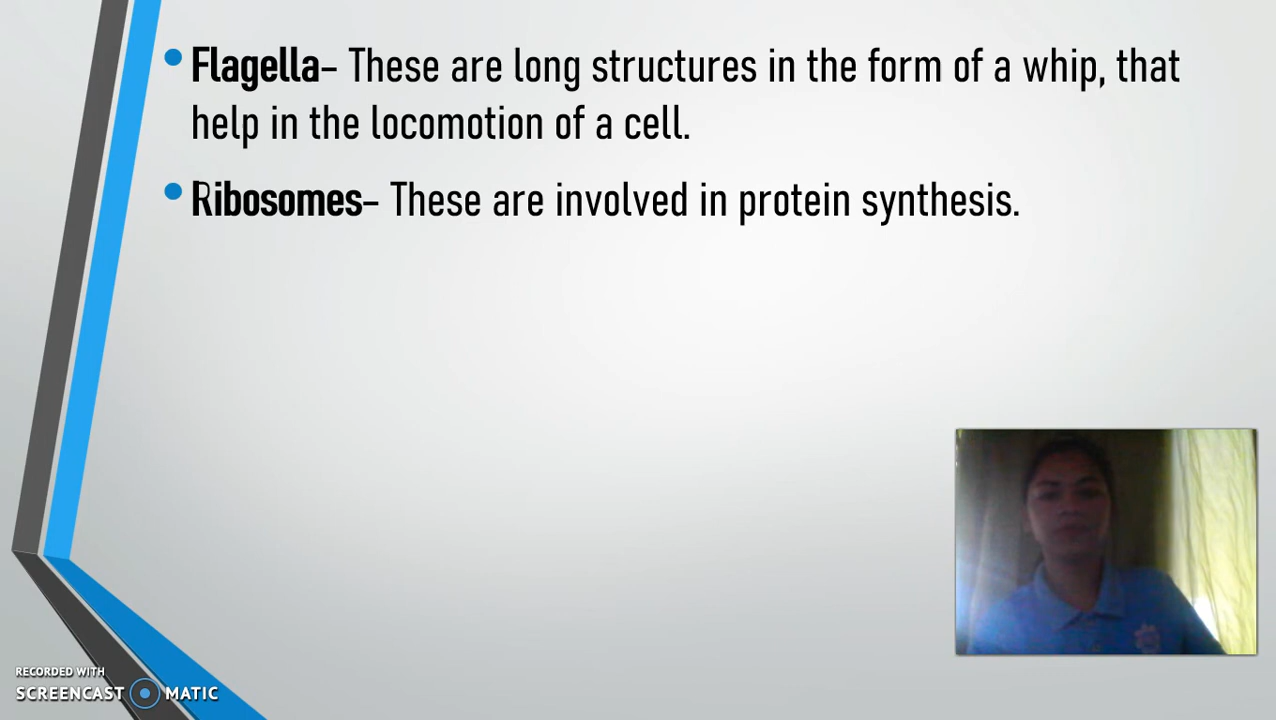 Flagella– These are long structures in the form of a whip, that
help in the locomotion of a cell.
Ribosomes– These are involved in protein synthesis.
RECORDED WITH
SCREENCAST MATIC